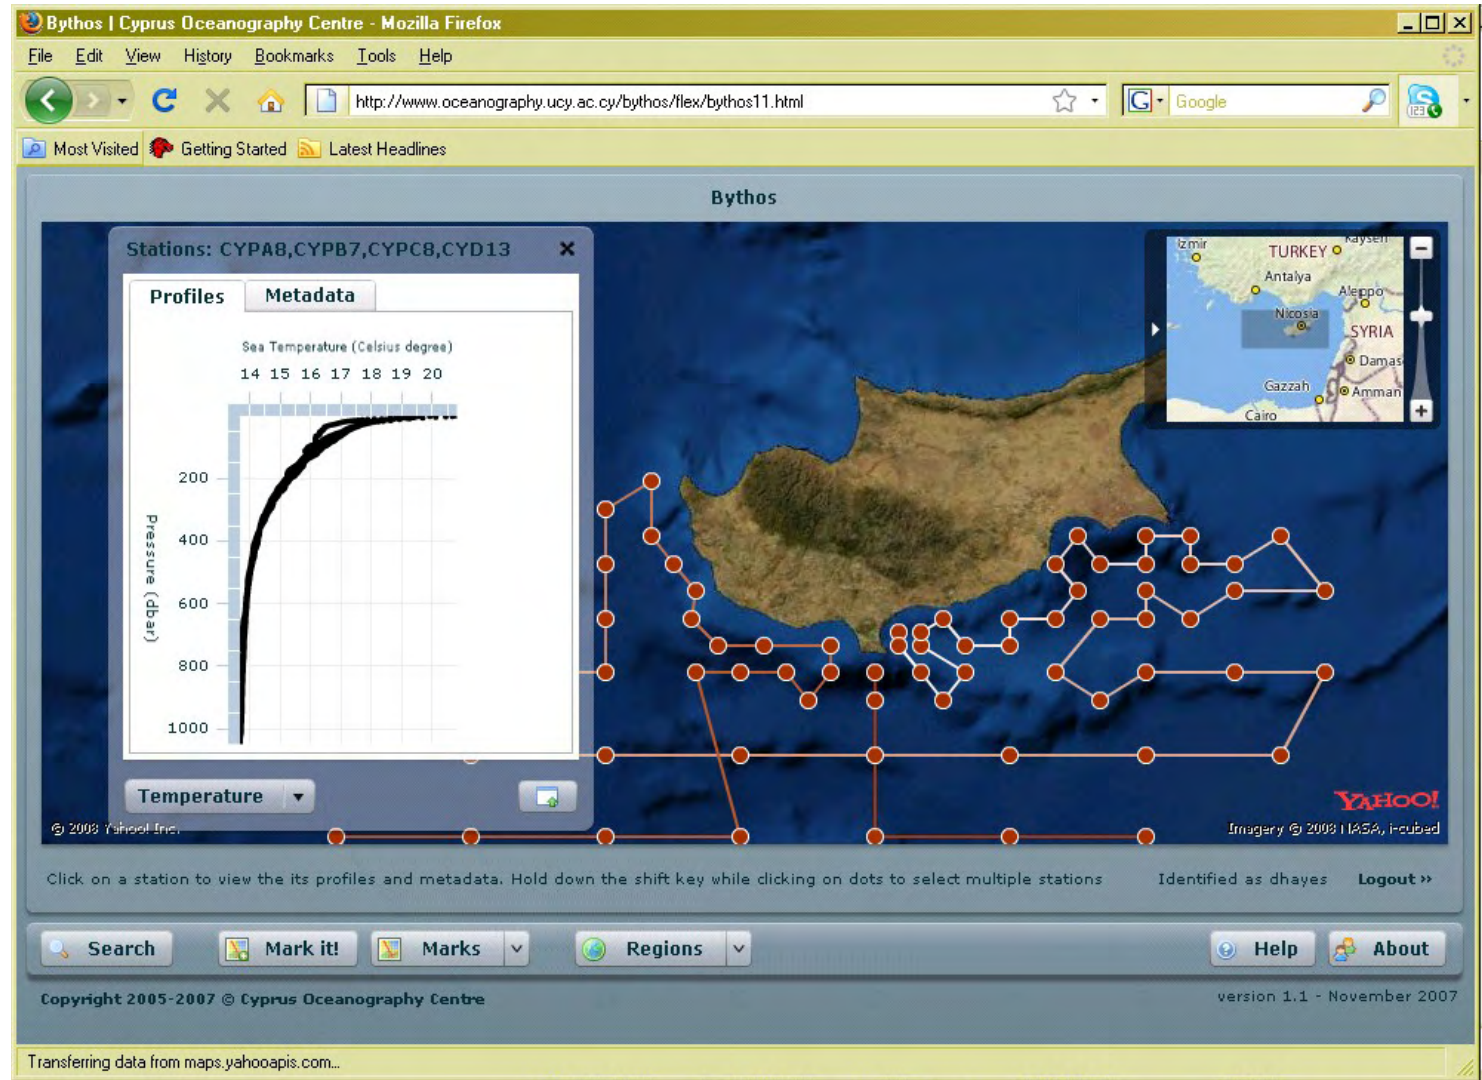 Bythos | Cyprus Oceanography Centre - Mozilla Firefox
File Edit View History Bookmarks Tools Help
http://www.oceanography.ucy.ac.cy/bythos/flex/bythos11.html
G Google
123
Most Visited Getting Started Latest Headlines
Bythos
Stations: CYPA8,CYPB7,CYPC8,CYD13
Profiles Metadata
Sea Temperature (Celsius degree)
14 15 16 17 18 19 20
Pressure (dbar)
200
400
600
800
1000
Temperature
Izmir
Kayseri
TURKEY
Antalya
Aleppo
Nicosia
SYRIA
Damas
Gazzah
Amman
Cairo
YAHOO!
© 2008 Yahoo! Inc.
Imagery © 2008 NASA, i-cubed
Click on a station to view the its profiles and metadata. Hold down the shift key while clicking on dots to select multiple stations
Identified as dhayes Logout »
Search Mark it! Marks Regions Help About
Copyright 2005-2007 © Cyprus Oceanography Centre
version 1.1 - November 2007
Transferring data from maps.yahooapis.com...